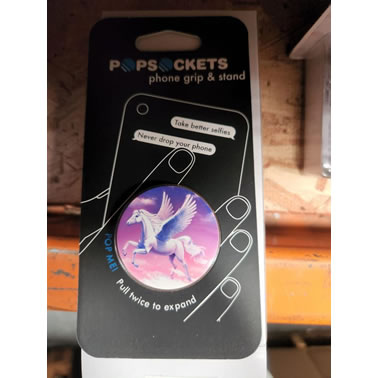 POPSOCKETS
phone grip & stand
Take better selfies
Never drop your phone
POP ME!
Pull twice to expand